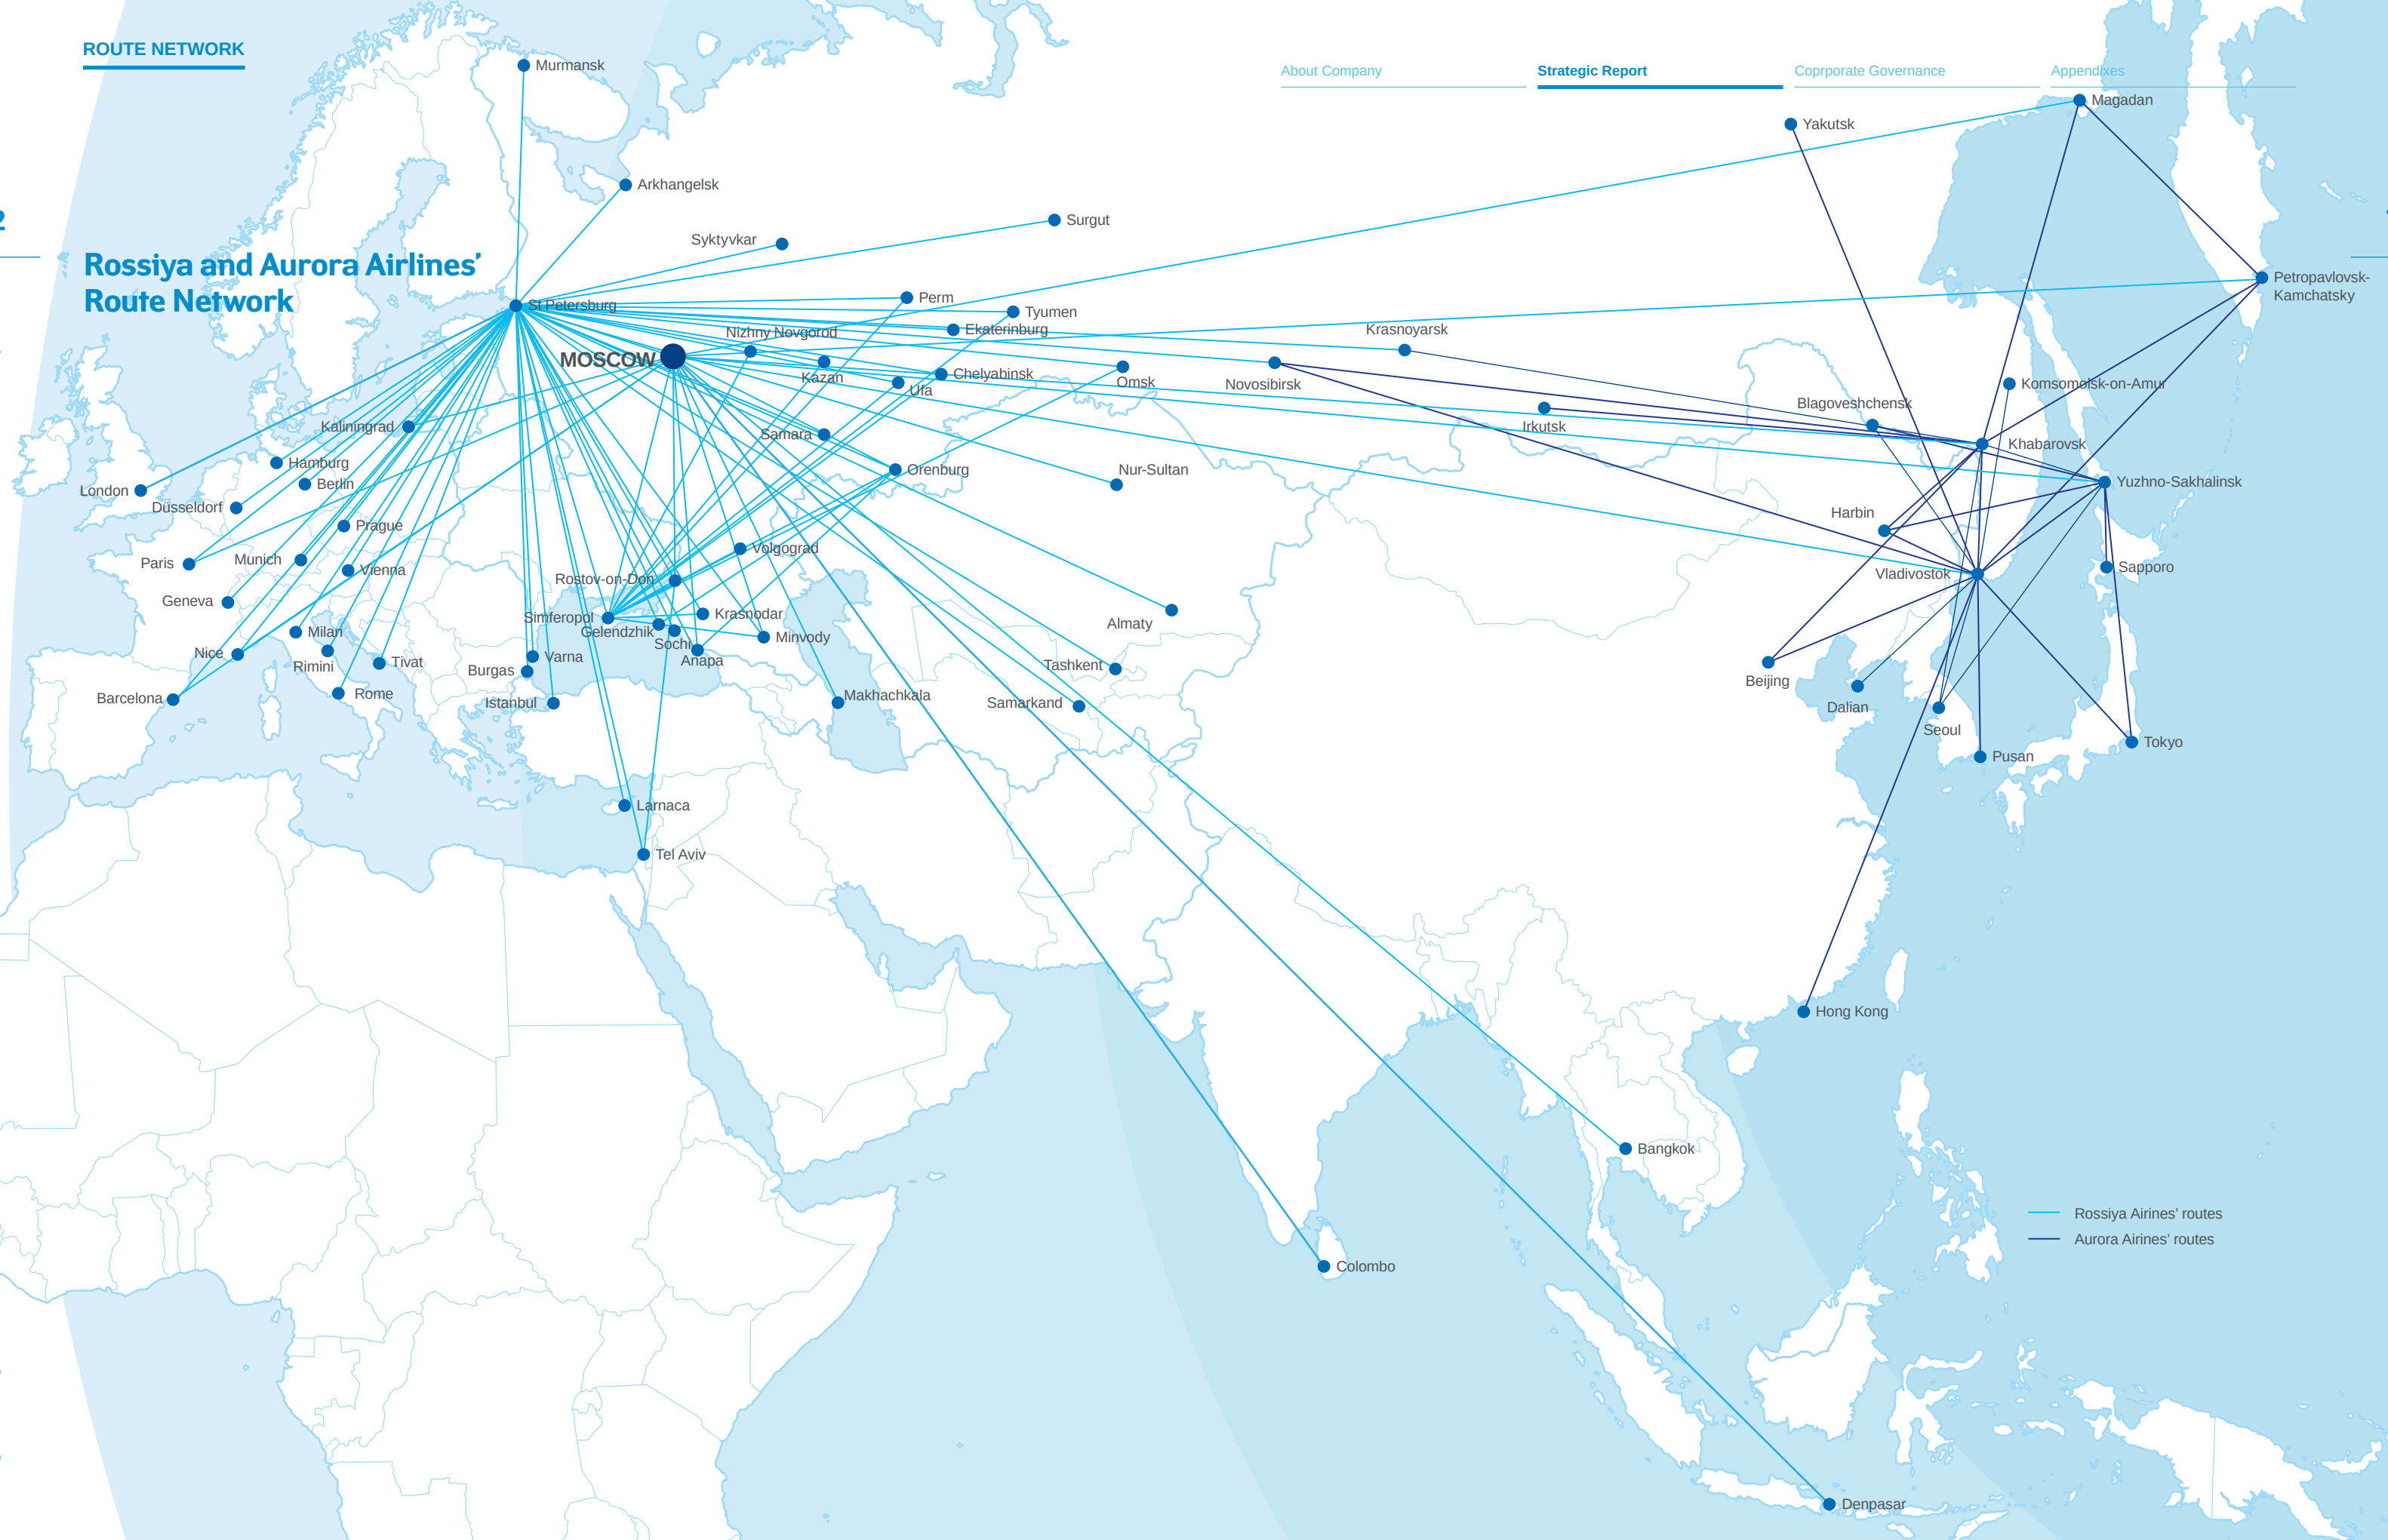 ROUTE NETWORK
About Company
Strategic Report
Coprporate Governance
Appendixes
2
Rossiya and Aurora Airlines’
Route Network
Murmansk
Magadan
Yakutsk
Arkhangelsk
Surgut
Syktyvkar
Petropavlovsk-
Kamchatsky
Perm
St Petersburg
Tyumen
Nizhny Novgorod
Ekaterinburg
Krasnoyarsk
MOSCOW
Kazan
Chelyabinsk
Ufa
Omsk
Novosibirsk
Komsomolsk-on-Amur
Blagoveshchensk
Kaliningrad
Samara
Irkutsk
Khabarovsk
Hamburg
Orenburg
Nur-Sultan
Berlin
Yuzhno-Sakhalinsk
London
Düsseldorf
Harbin
Prague
Volgograd
Munich
Paris
Vienna
Sapporo
Vladivostok
Rostov-on-Don
Geneva
Krasnodar
Simferopol
Almaty
Milan
Gelendzhik
Minvody
Sochi
Nice
Varna
Anapa
Rimini
Tivat
Tashkent
Burgas
Beijing
Rome
Makhachkala
Barcelona
Istanbul
Samarkand
Dalian
Seoul
Tokyo
Pusan
Larnaca
Tel Aviv
Hong Kong
Bangkok
Rossiya Airines’ routes
Aurora Airines’ routes
Colombo
Denpasar